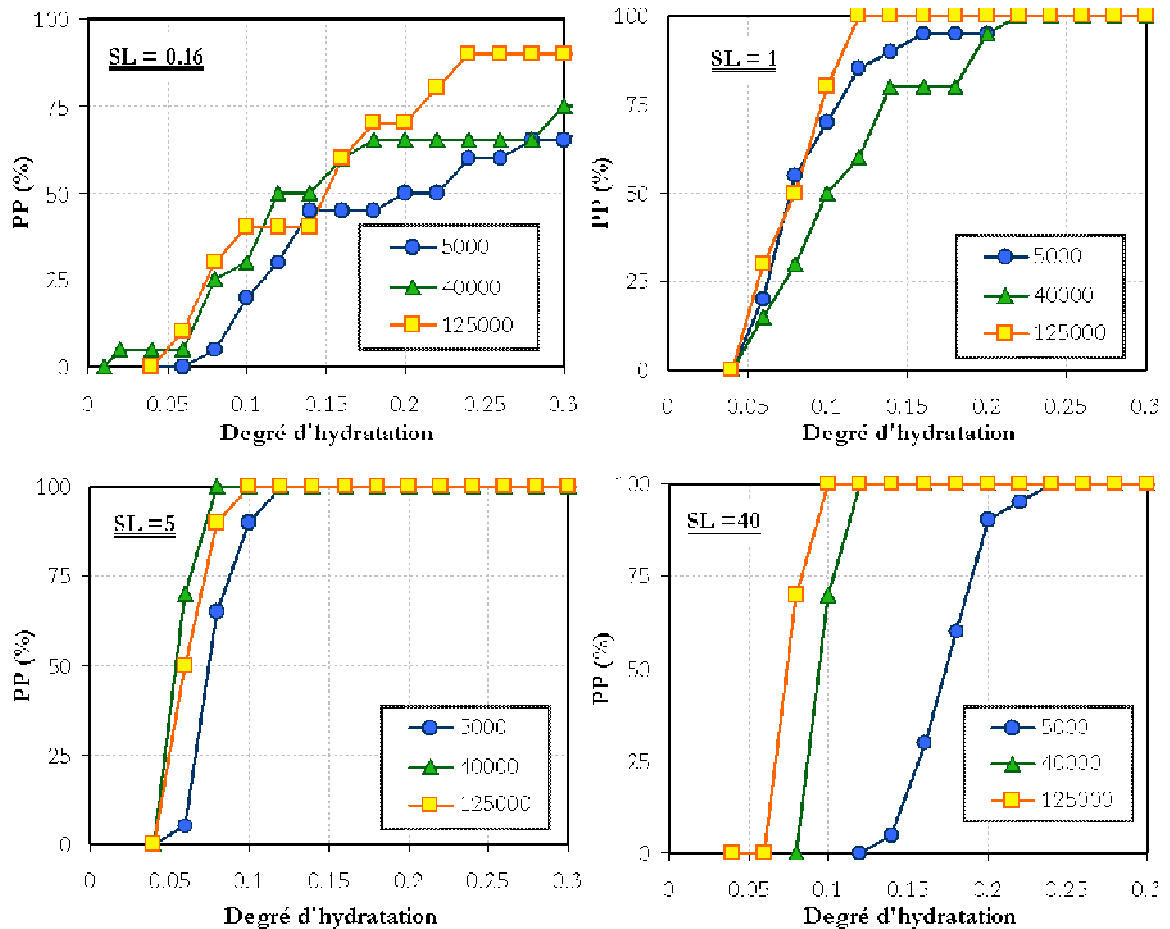 SL = 0.16
PP (%)
100
75
50
25
0
5000
40000
125000
0 0.05 0.1 0.15 0.2 0.25 0.3
Degré d'hydratation
SL = 1
PP (%)
100
75
50
25
0
5000
40000
125000
0 0.05 0.1 0.15 0.2 0.25 0.3
Degré d'hydratation
SL =5
PP (%)
100
75
50
25
0
5000
40000
125000
0 0.05 0.1 0.15 0.2 0.25 0.3
Degré d'hydratation
SL =40
PP (%)
100
75
50
25
0
5000
40000
125000
0 0.05 0.1 0.15 0.2 0.25 0.3
Degré d'hydratation